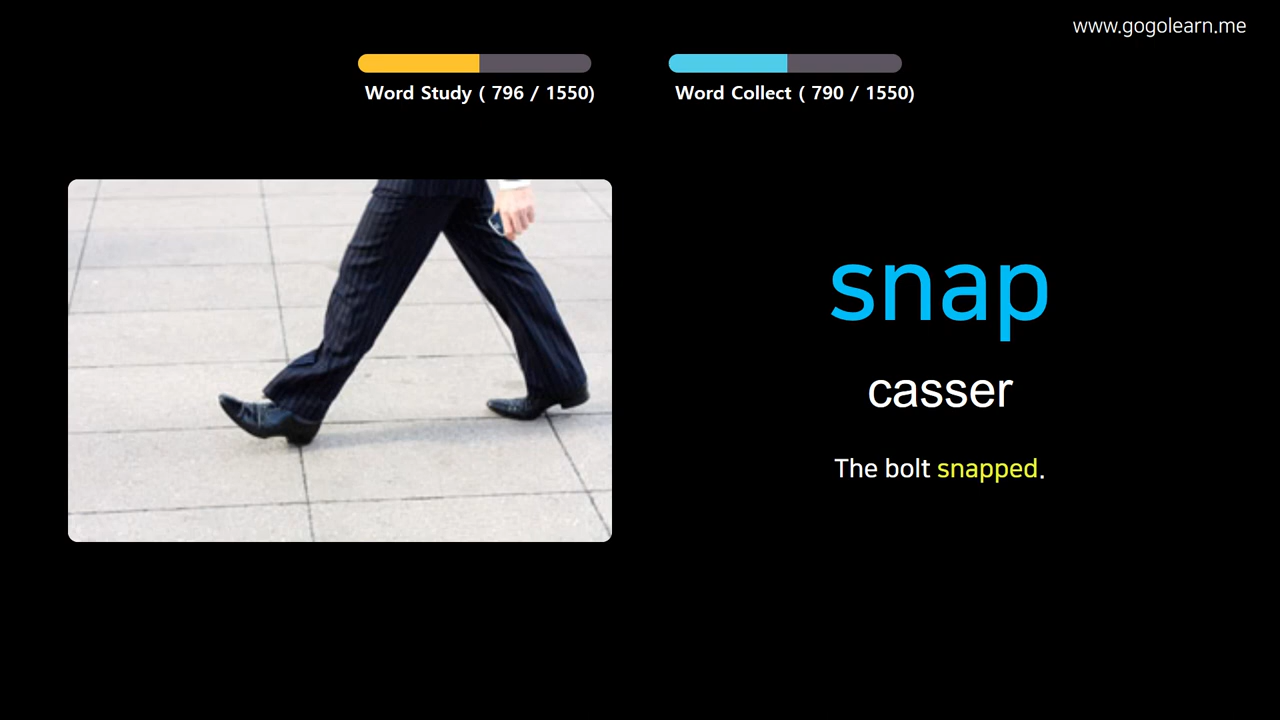 www.gogolearn.me
Word Study ( 796 / 1550)
Word Collect ( 790 / 1550)
snap
casser
The bolt snapped.